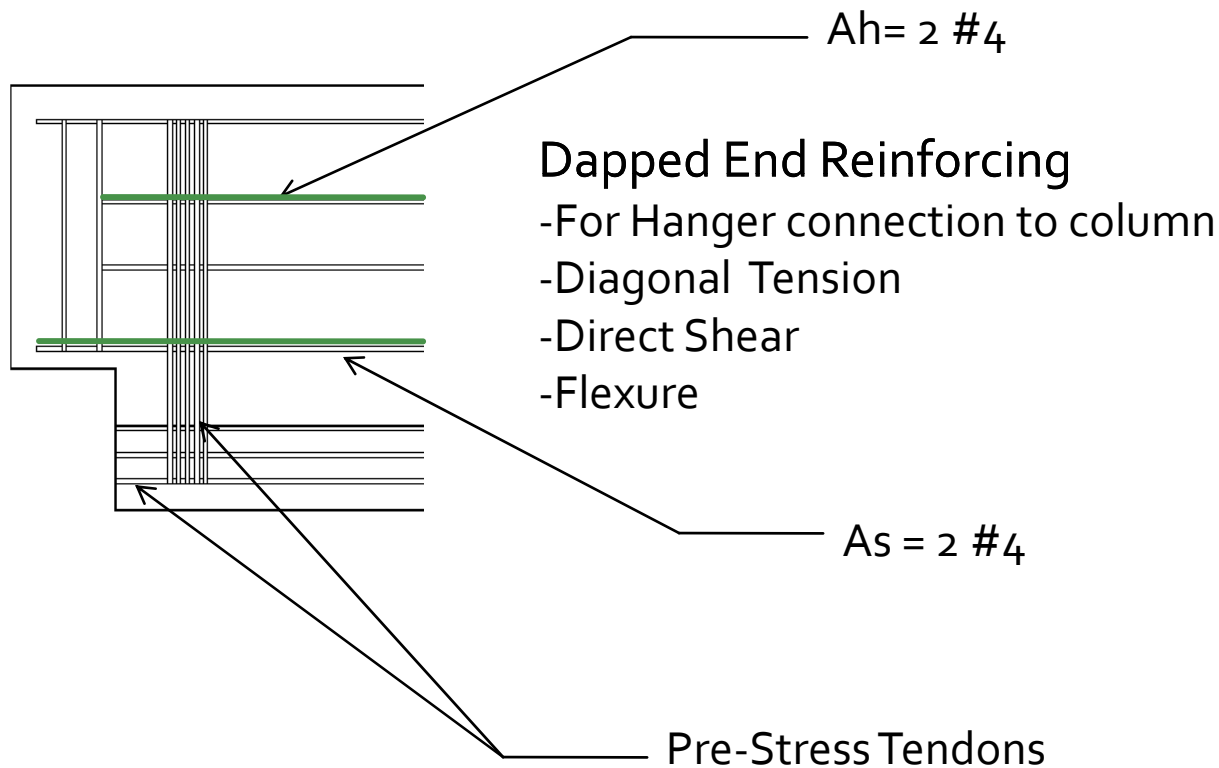 Ah= 2 #4
Dapped End Reinforcing
-For Hanger connection to column
-Diagonal Tension
-Direct Shear
-Flexure
As = 2 #4
Pre-Stress Tendons